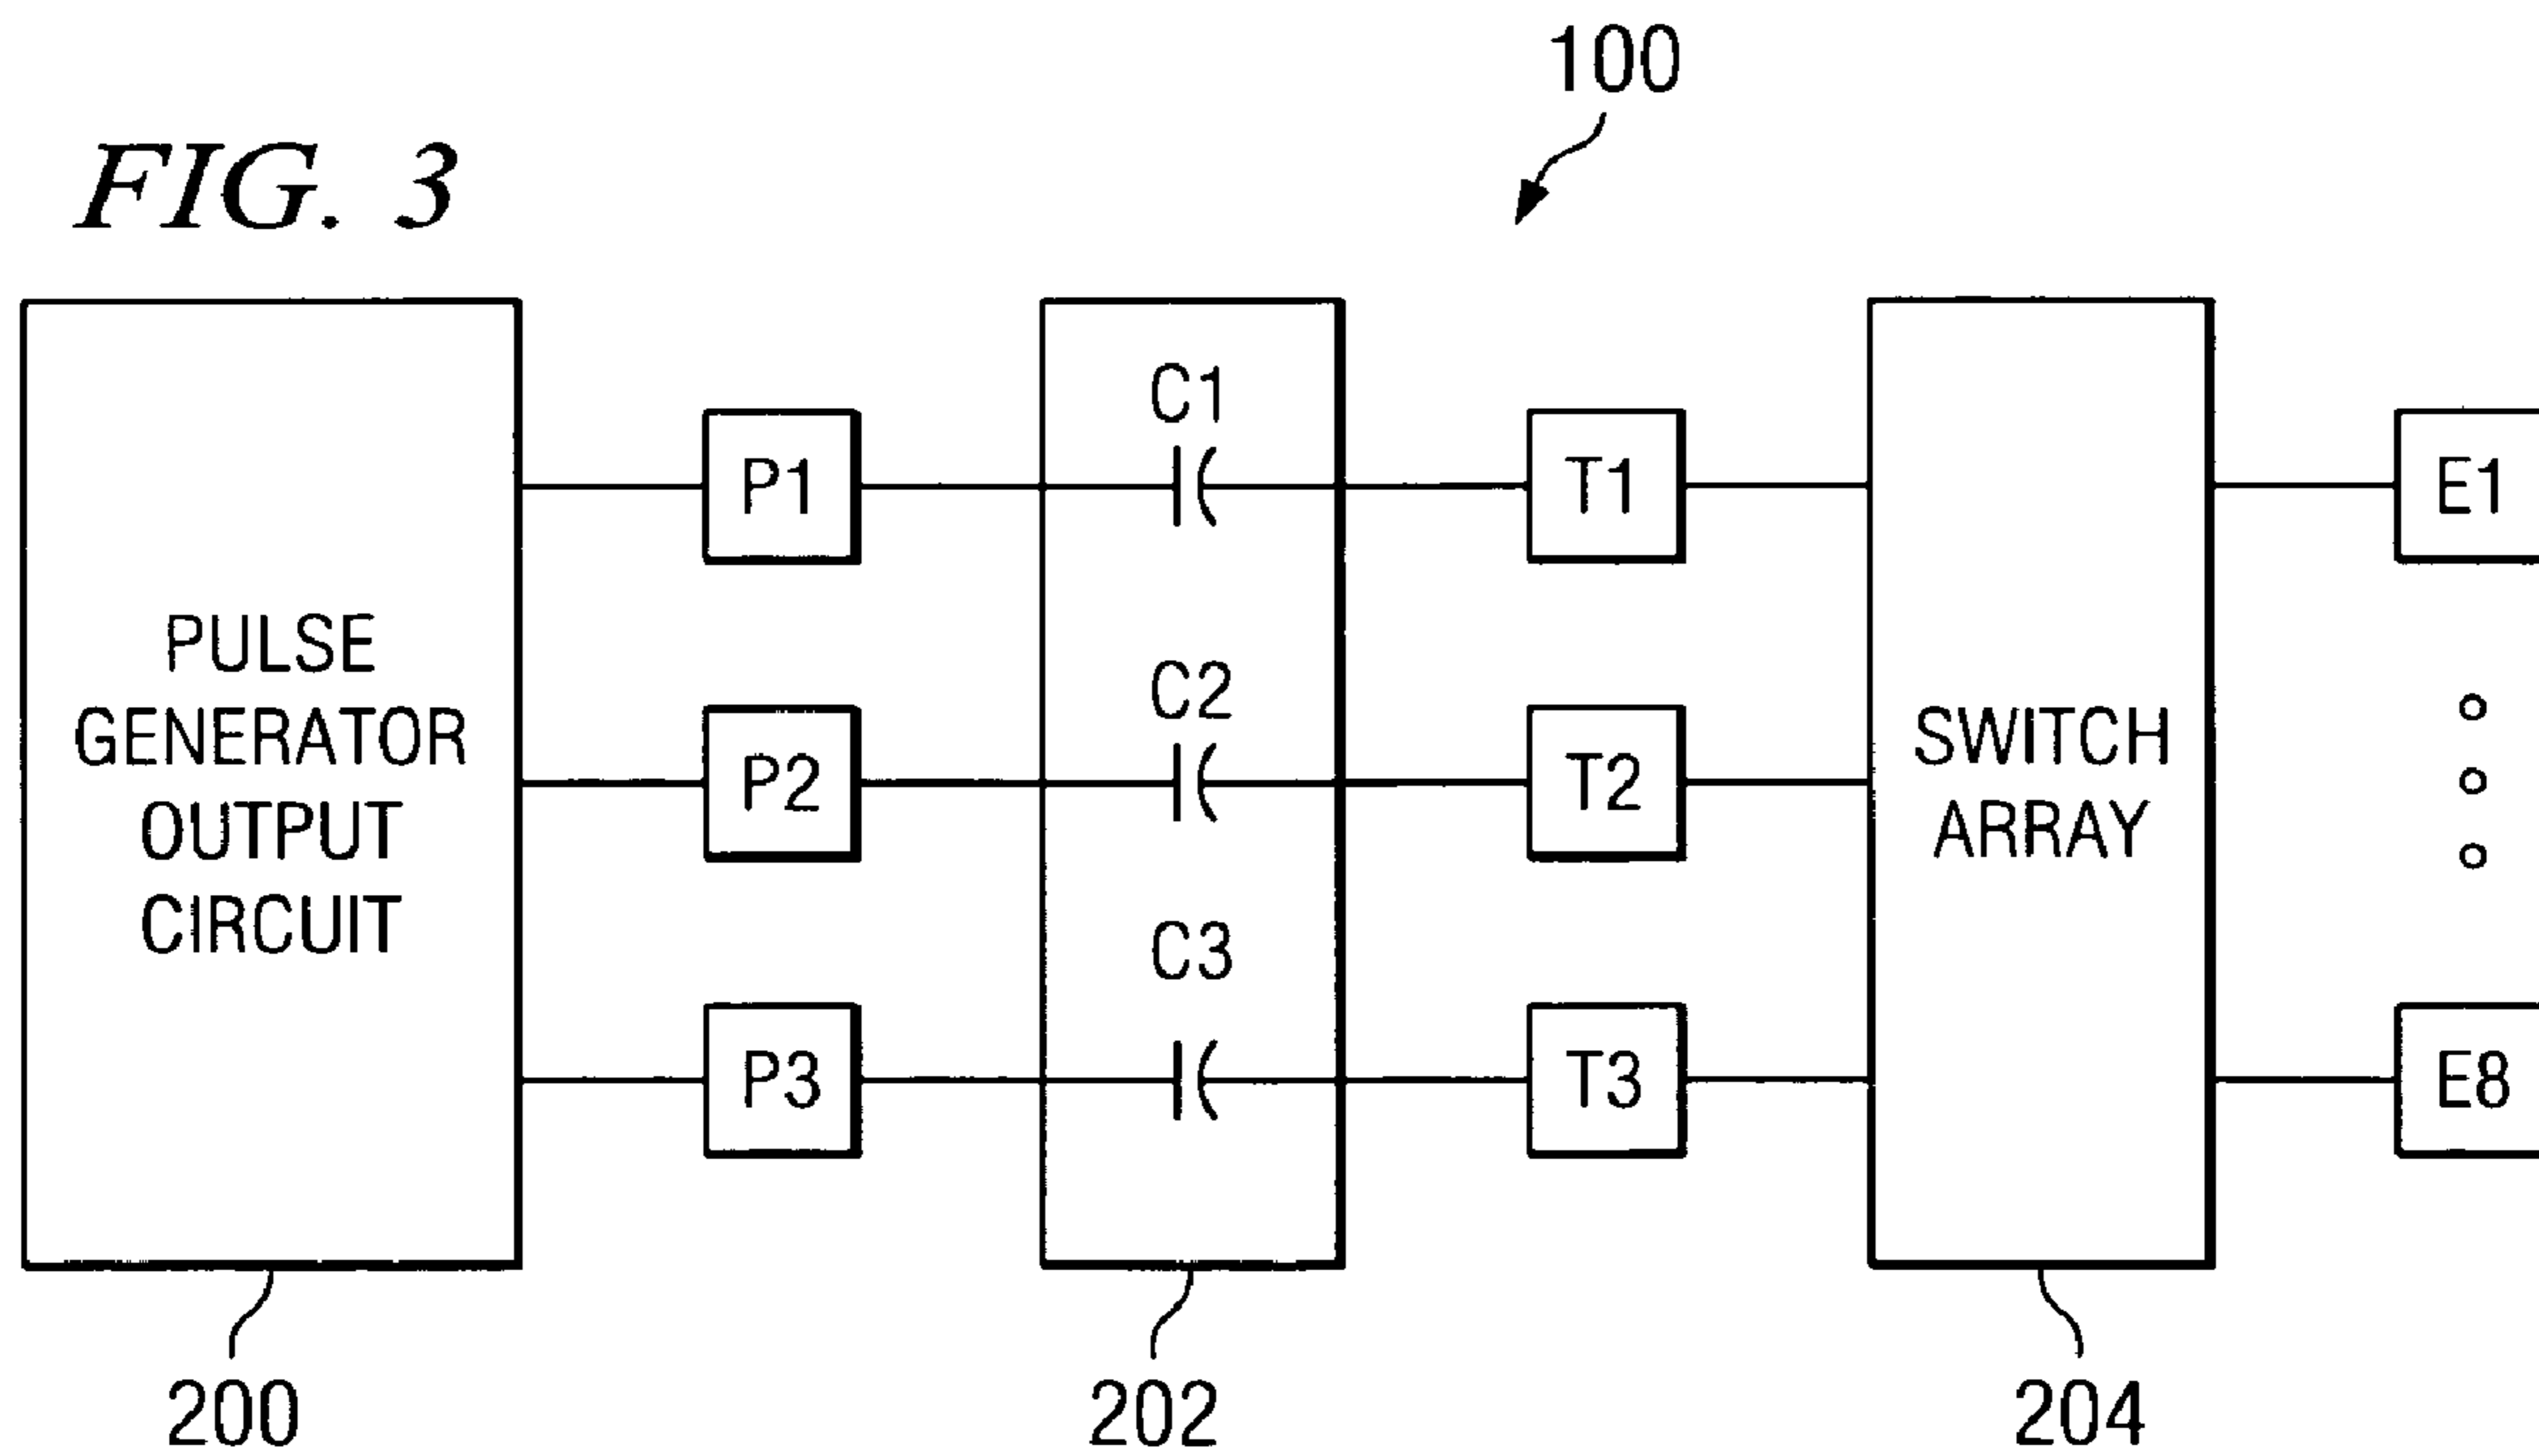 100
FIG. 3
PULSE
GENERATOR
OUTPUT
CIRCUIT
P1
C1
T1
E1
P2
C2
T2
SWITCH
ARRAY
P3
C3
T3
E8
200
202
204